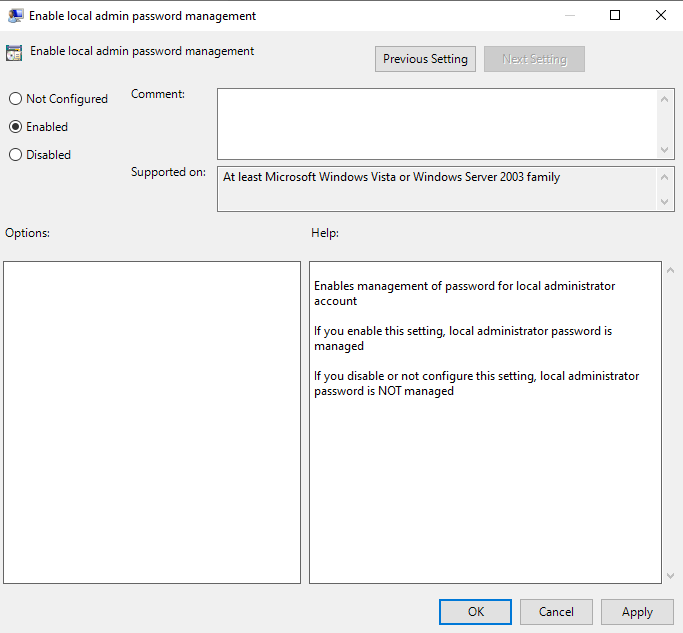 Enable local admin password management
Enable local admin password management
Previous Setting
Next Setting
Not Configured
Enabled
Disabled
Comment:
Supported on:
At least Microsoft Windows Vista or Windows Server 2003 family
Options:
Help:
Enables management of password for local administrator
account
If you enable this setting, local administrator password is
managed
If you disable or not configure this setting, local administrator
password is NOT managed
OK
Cancel
Apply